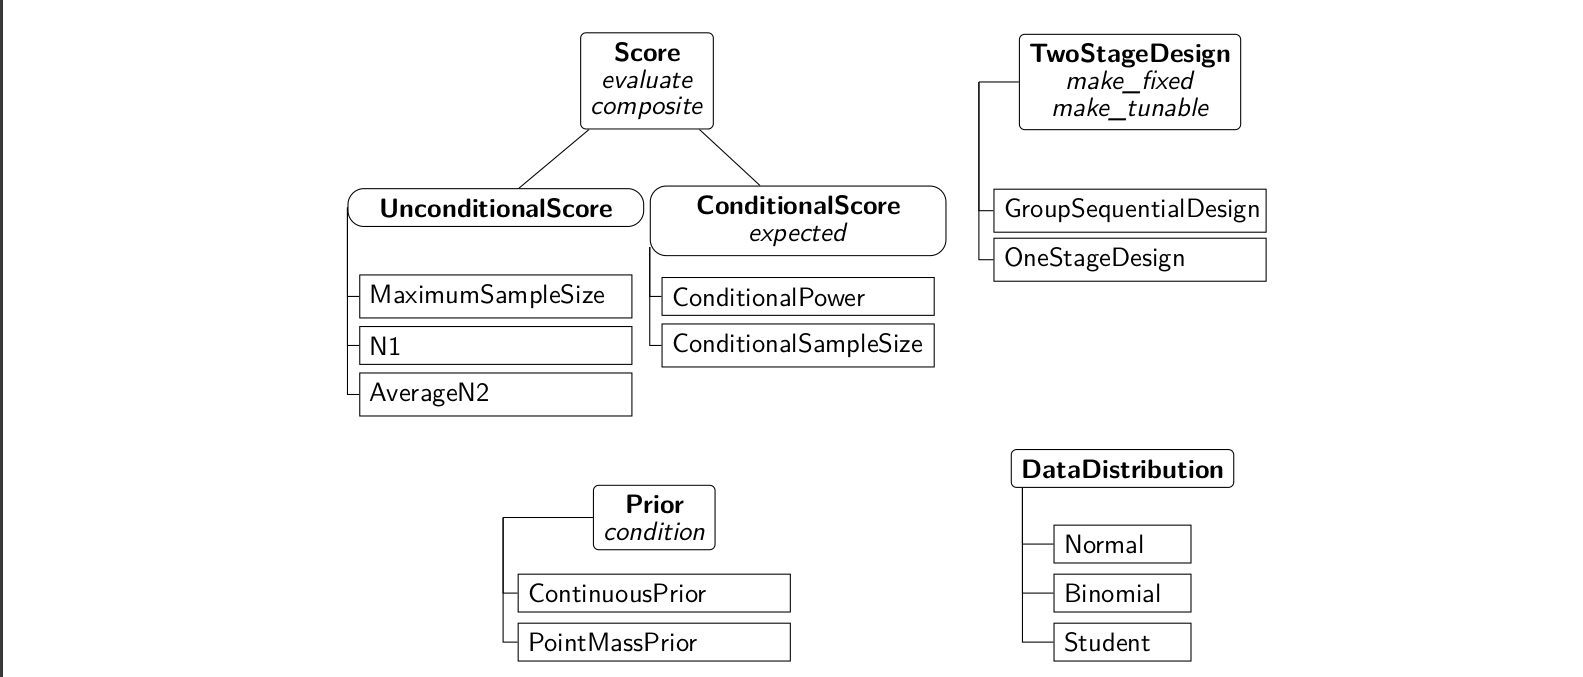 Score
evaluate
composite
TwoStageDesign
make_fixed
make_tunable
UnconditionalScore
MaximumSampleSize
N1
AverageN2
ConditionalScore
expected
ConditionalPower
ConditionalSampleSize
GroupSequentialDesign
OneStageDesign
Prior
condition
ContinuousPrior
PointMassPrior
DataDistribution
Normal
Binomial
Student